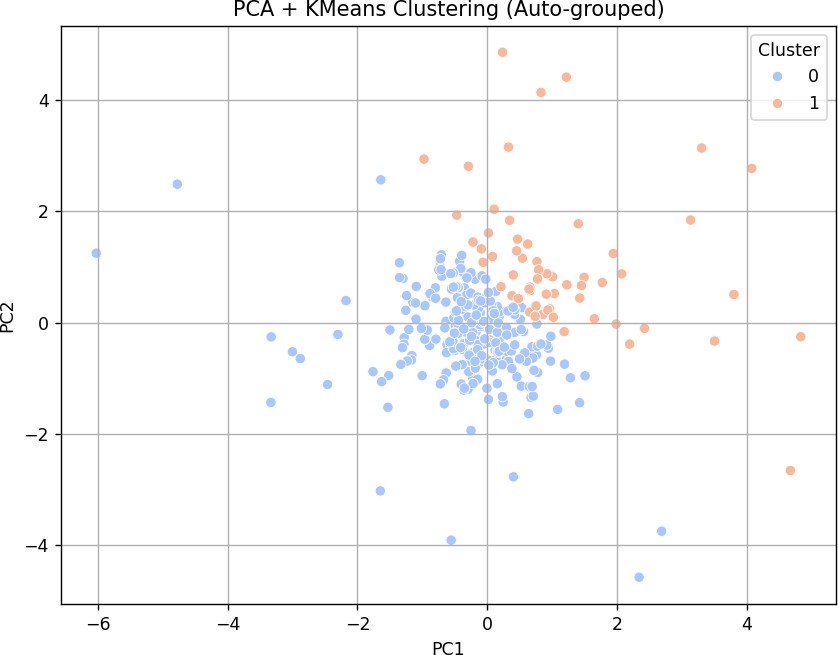 PCA + KMeans Clustering (Auto-grouped)
Cluster
0
1
4
2
0
−2
−4
PC2
−6 −4 −2 0 2 4
PC1